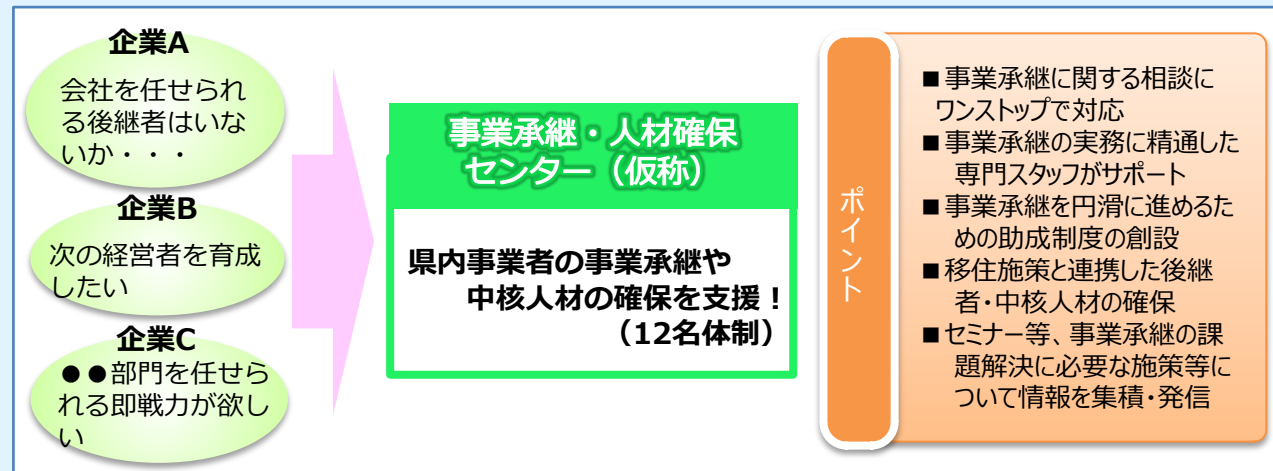 企業A
会社を任せられ
る後継者はいな
いか・・・
企業B
次の経営者を育成
したい
企業C
●●部門を任せら
れる即戦力が欲し
い
事業承継・人材確保
センター（仮称）
県内事業者の事業承継や
中核人材の確保を支援！
（12名体制）
ポイント
■事業承継に関する相談に
ワンストップで対応
■事業承継の実務に精通した
専門スタッフがサポート
■事業承継を円滑に進めるた
めの助成制度の創設
■移住施策と連携した後継
者・中核人材の確保
■セミナー等、事業承継の課
題解決に必要な施策等に
ついて情報を集積・発信